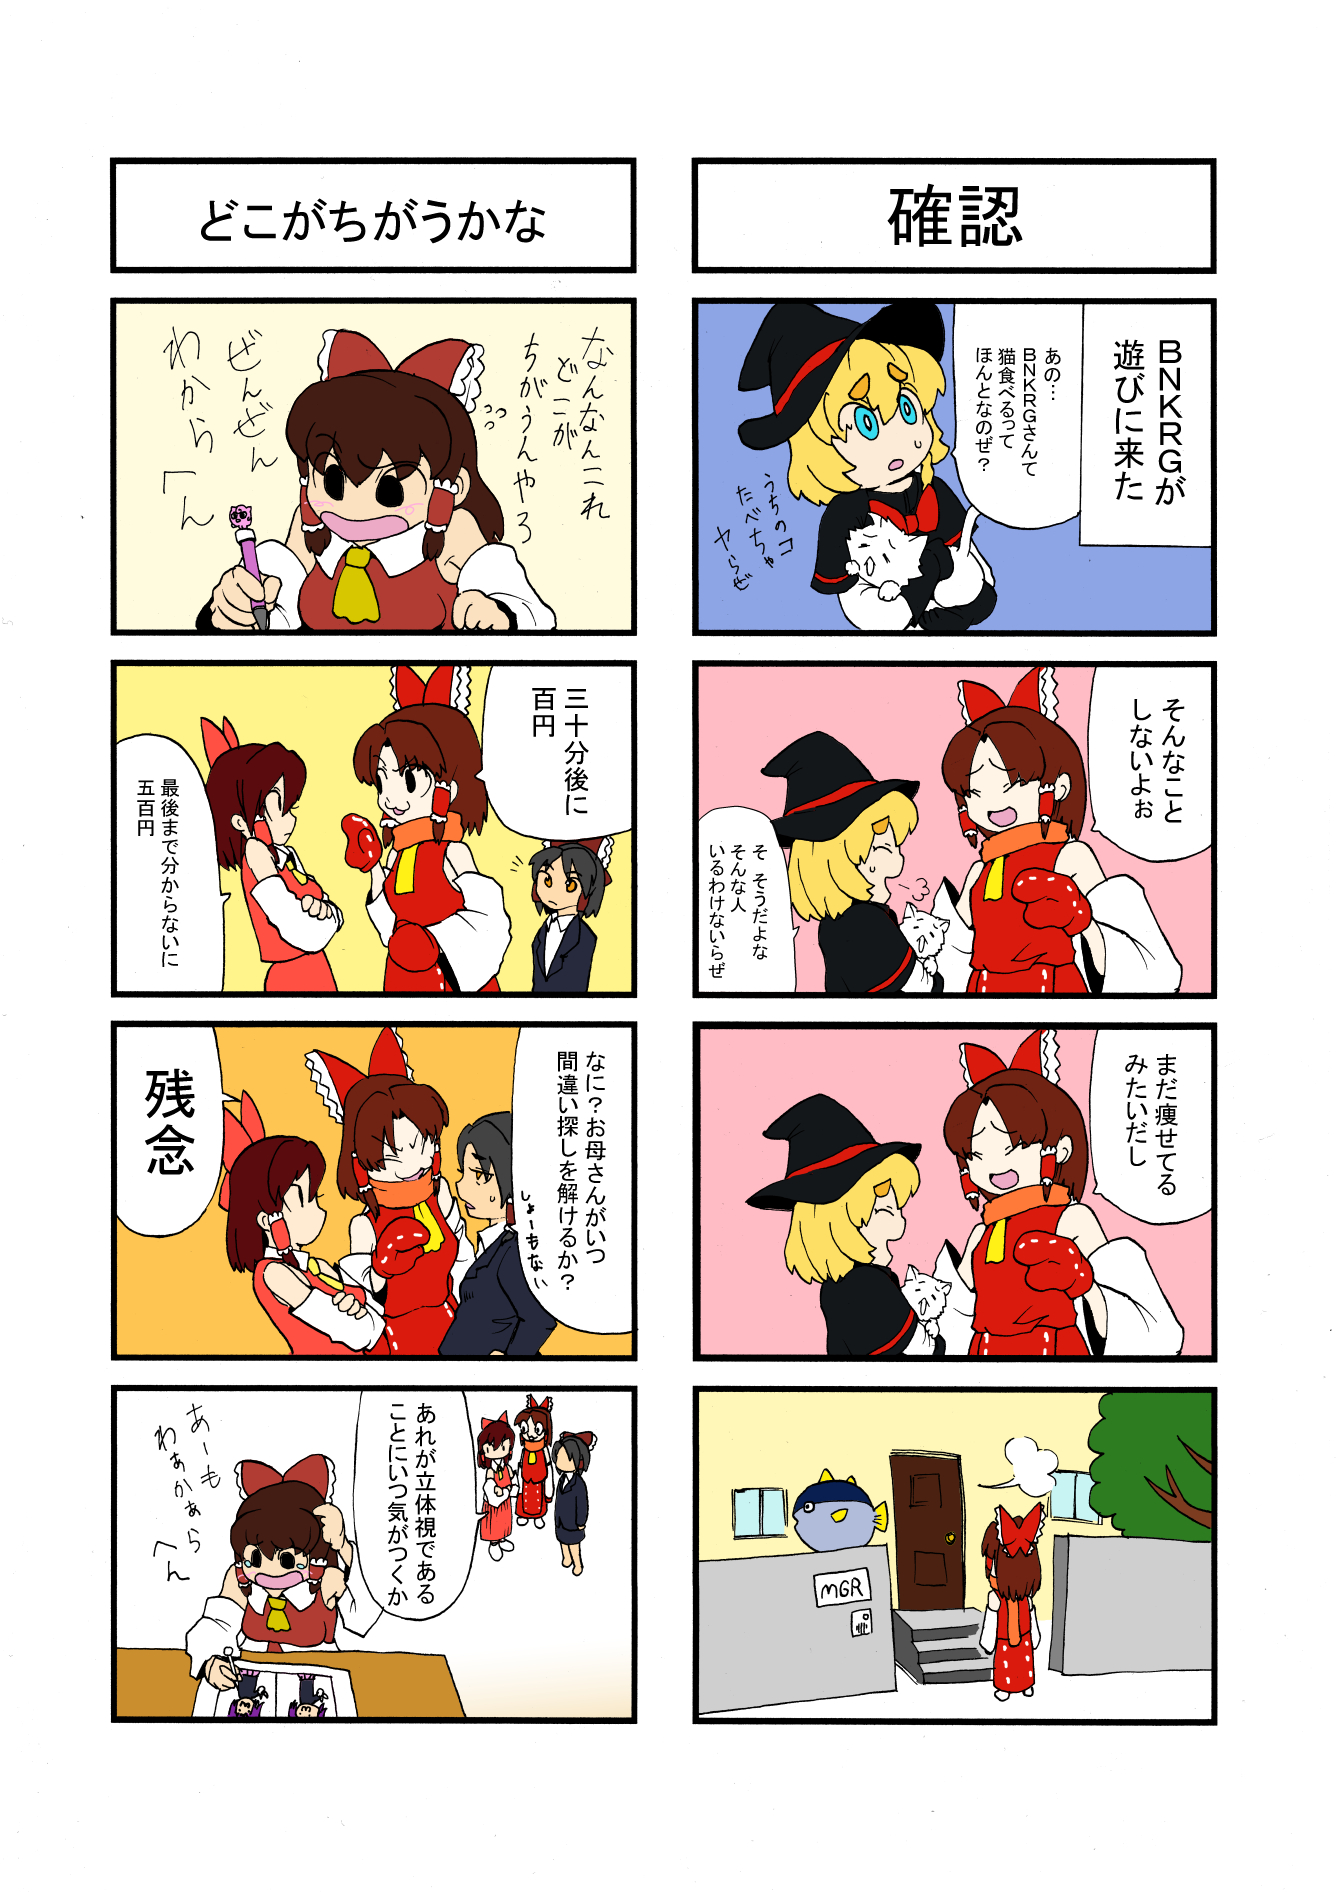 確認
BNKRGが
遊びに来た
あの…
BNKRGさんて
猫食べるって
ほんとなのぜ?
うちのコ
たべちゃ
ヤらぜ
そんなこと
しないよぉ
そ そうだよな
そんな人
いるわけないらぜ
まだ痩せてる
みたいだし
MGR
どこがちがうかな
なんなんこれ
どこが
ちがうんやろ
ぜんぜん
わからへん
三十分後に
百円
最後まで分からないに
五百円
なに?お母さんがいつ
間違い探しを解けるか?
しょーもない
残念
あれが立体視である
ことにいつ気がつくか
あーも
わぁかぁら
へん